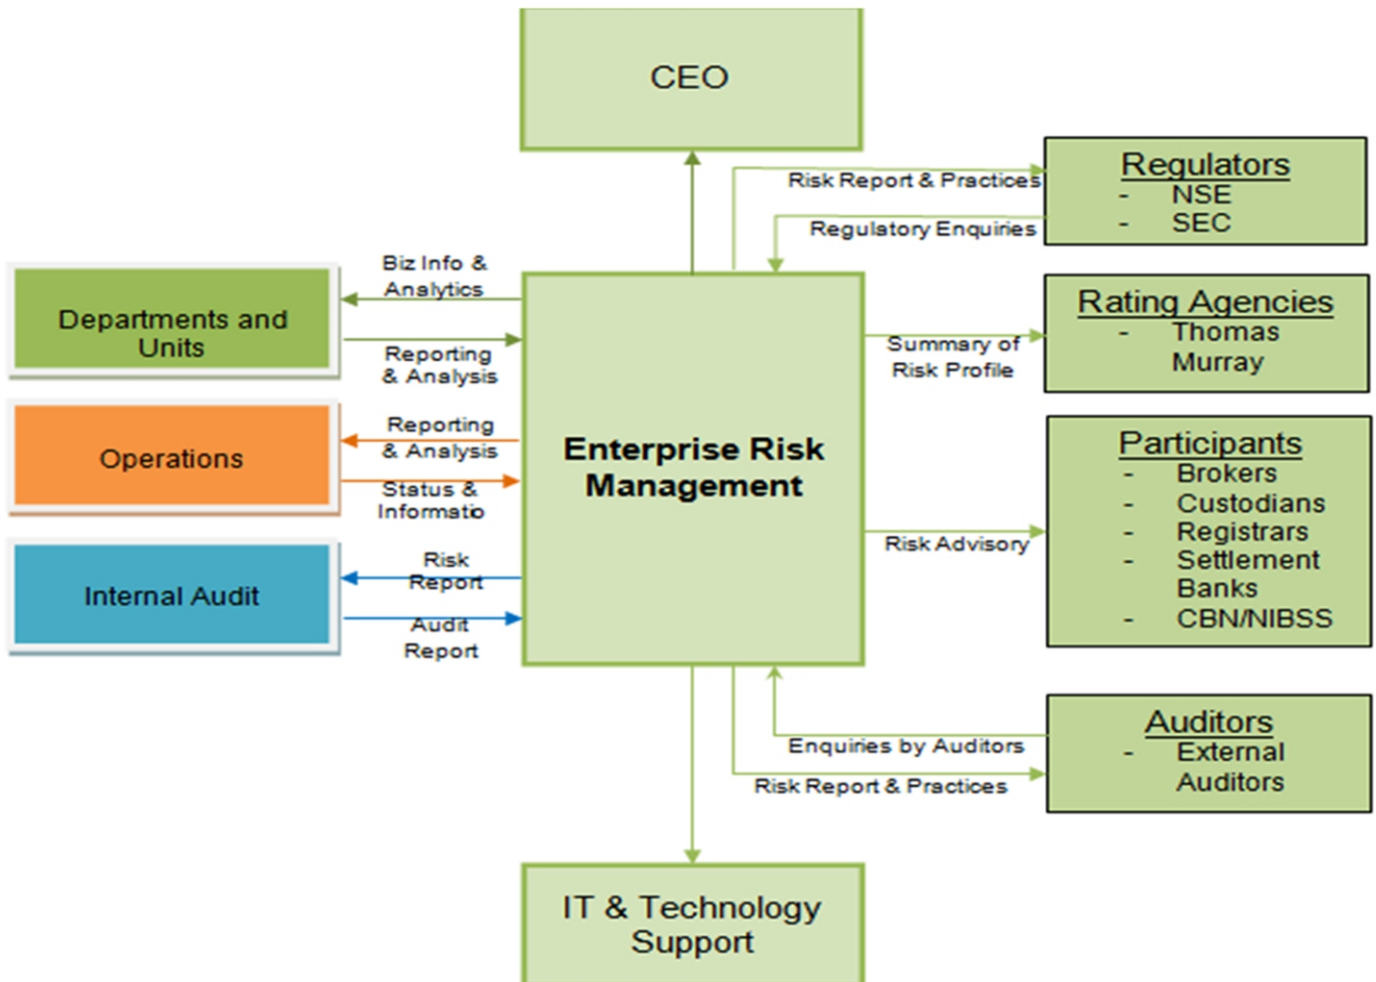 CEO
Risk Report & Practices
Regulatory Enquiries
Regulators
- NSE
- SEC
Biz Info &
Analytics
Departments and
Units
Reporting
& Analysis
Summary of
Risk Profile
Rating Agencies
- Thomas
Murray
Operations
Reporting
& Analysis
Status &
Informatio
Enterprise Risk
Management
Risk Advisory
Participants
- Brokers
- Custodians
- Registrars
- Settlement
Banks
- CBN/NIBSS
Internal Audit
Risk
Report
Audit
Report
Enquiries by Auditors
Risk Report & Practices
Auditors
- External
Auditors
IT & Technology
Support